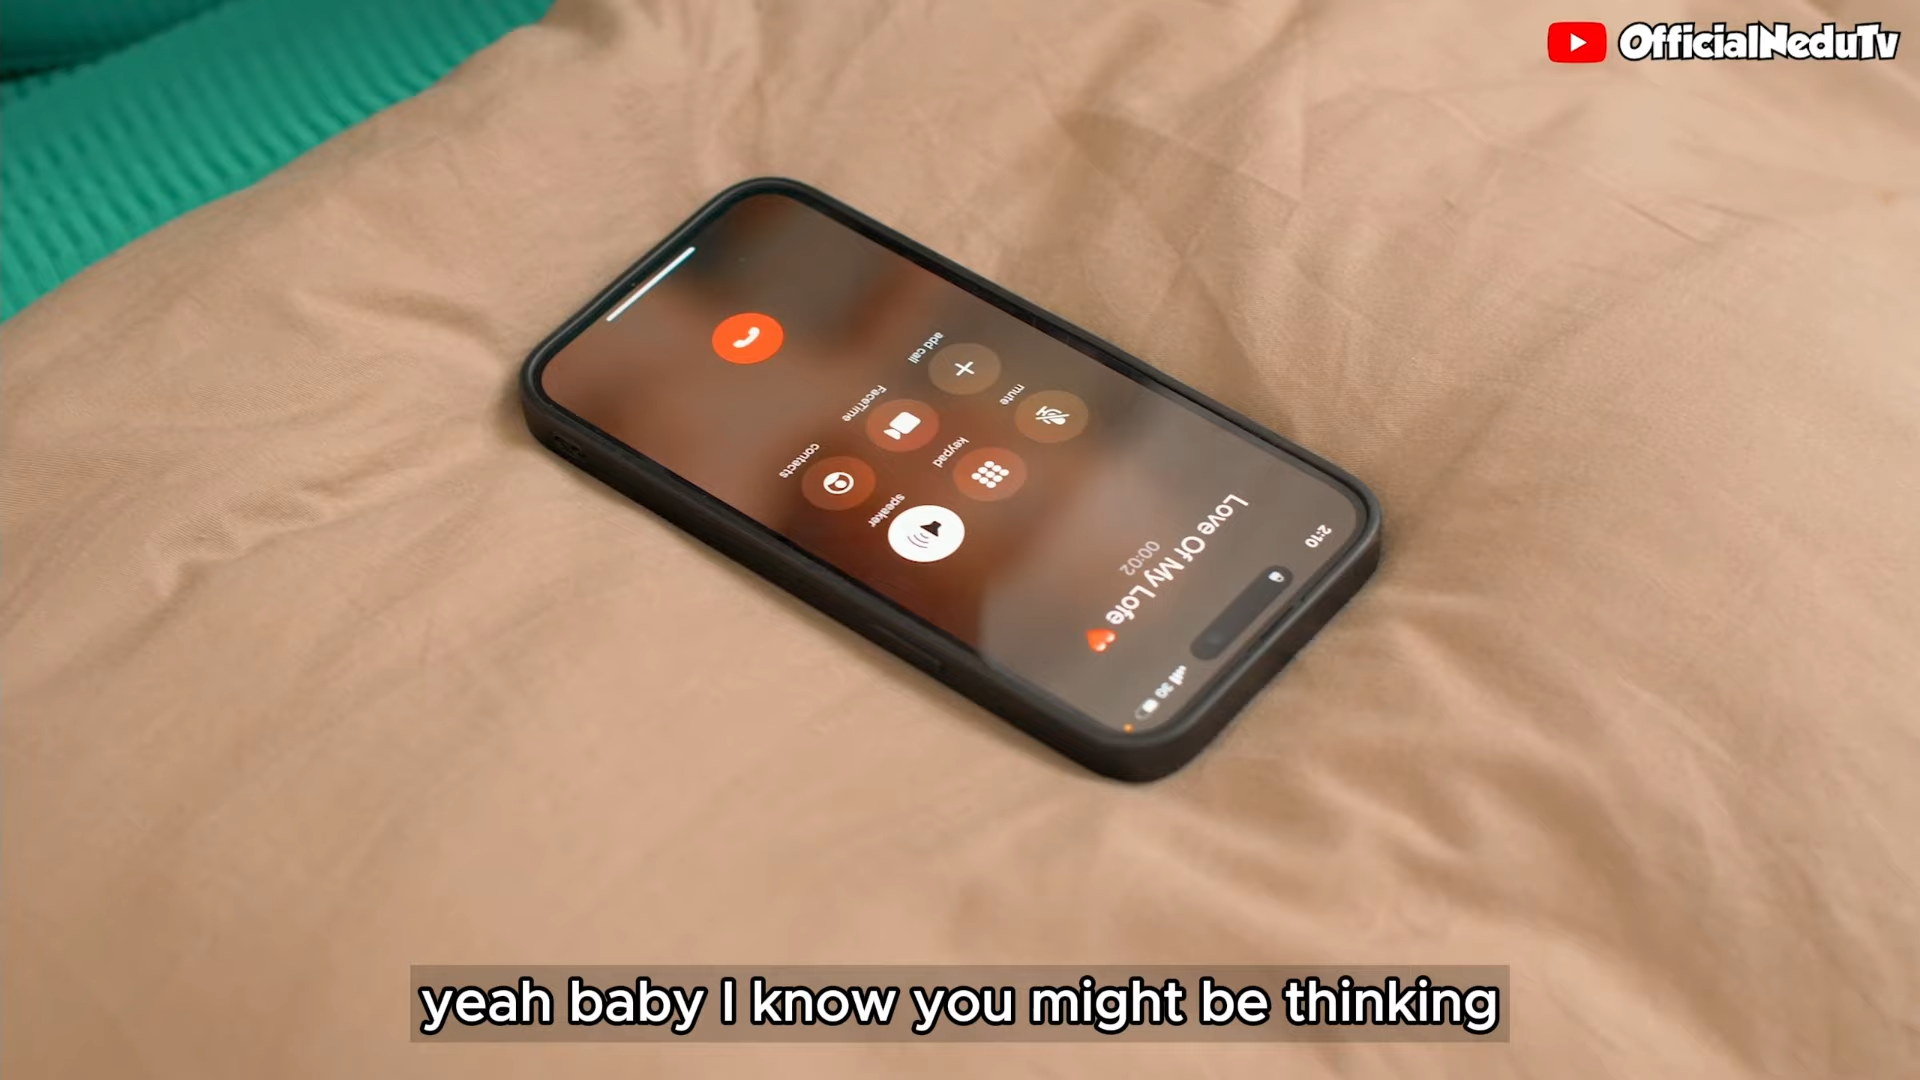 OfficialNeduTv
2:10
3G
Love Of My Lofe
00:02
speaker
keypad
mute
contacts
FaceTime
add call
yeah baby I know you might be thinking